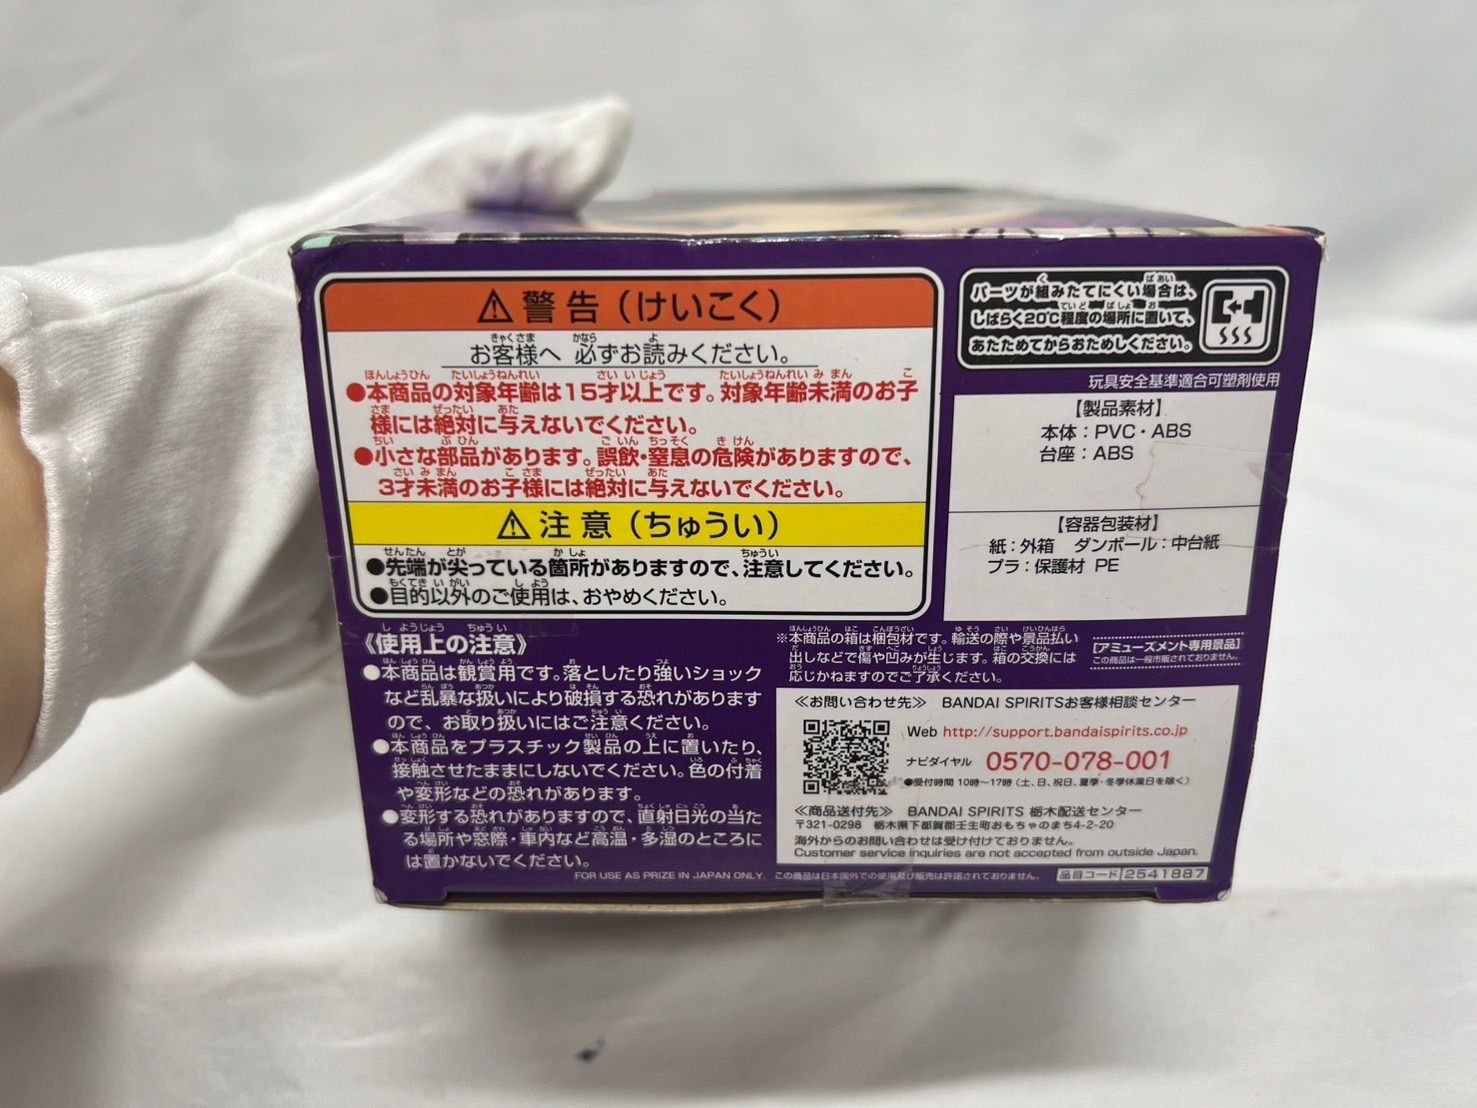 ⚠警告（けいこく）
お客様へ 必ずお読みください。
●本商品の対象年齢は15才以上です。対象年齢未満のお子
様には絶対に与えないでください。
●小さな部品があります。誤飲・窒息の危険がありますので、
3才未満のお子様には絶対に与えないでください。
⚠注意（ちゅうい）
●先端が尖っている箇所がありますので、注意してください。
●目的以外のご使用は、おやめください。
《使用上の注意》
●本商品は観賞用です。落としたり強いショック
など乱暴な扱いにより破損する恐れがあります
ので、お取り扱いにはご注意ください。
●本商品をプラスチック製品の上に置いたり、
接触させたままにしないでください。色の付着
や変形などの恐れがあります。
●変形する恐れがありますので、直射日光の当た
る場所や窓際・車内など高温・多湿のところに
は置かないでください。
FOR USE AS PRIZE IN JAPAN ONLY. この商品は日本国外での使用及び販売は許諾されておりません。
パーツが組みたてにくい場合は、
しばらく20℃程度の場所に置いて、
あたためてからおためしください。
玩具安全基準適合可塑剤使用
【製品素材】
本体：PVC・ABS
台座：ABS
【容器包装材】
紙：外箱 ダンボール：中台紙
プラ：保護材 PE
※本商品の箱は梱包材です。輸送の際や景品払い
出しなどで傷や凹みが生じます。箱の交換には
応じかねますのでご了承ください。
[アミューズメント専用景品]
この商品は一般市販されておりません。
≪お問い合わせ先≫ BANDAI SPIRITSお客様相談センター
Web http://support.bandaispirits.co.jp
ナビダイヤル 0570-078-001
●受付時間 10時～17時（土、日、祝日、夏季・冬季休業日を除く）
≪商品送付先≫ BANDAI SPIRITS 栃木配送センター
〒321-0298 栃木県下都賀郡壬生町おもちゃのまち4-2-20
海外からのお問い合わせは受け付けておりません。
Customer service inquiries are not accepted from outside Japan.
品目コード 2541887